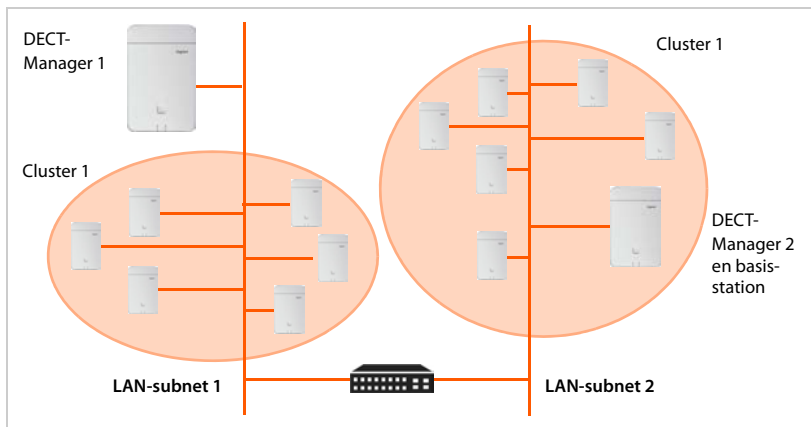 DECT-
Manager 1
Cluster 1
Cluster 1
DECT-
Manager 2
en basis-
station
LAN-subnet 1
LAN-subnet 2